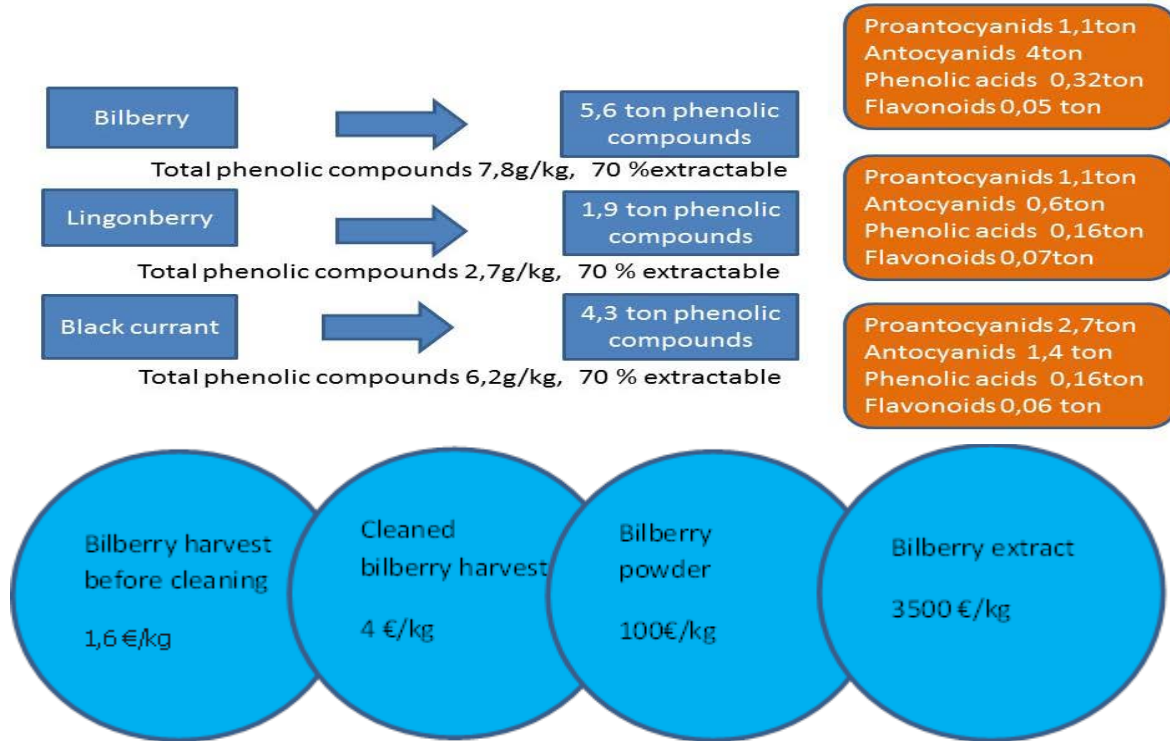 Bilberry
5,6 ton phenolic
compounds
Total phenolic compounds 7,8g/kg, 70 %extractable
Proantocyanids 1,1ton
Antocyanids 4ton
Phenolic acids 0,32ton
Flavonoids 0,05 ton
Lingonberry
1,9 ton phenolic
compounds
Total phenolic compounds 2,7g/kg, 70 % extractable
Proantocyanids 1,1ton
Antocyanids 0,6ton
Phenolic acids 0,16ton
Flavonoids 0,07ton
Black currant
4,3 ton phenolic
compounds
Total phenolic compounds 6,2g/kg, 70 % extractable
Proantocyanids 2,7ton
Antocyanids 1,4 ton
Phenolic acids 0,16ton
Flavonoids 0,06 ton
Bilberry harvest
before cleaning
1,6 €/kg
Cleaned
bilberry harvest
4 €/kg
Bilberry
powder
100€/kg
Bilberry extract
3500 €/kg